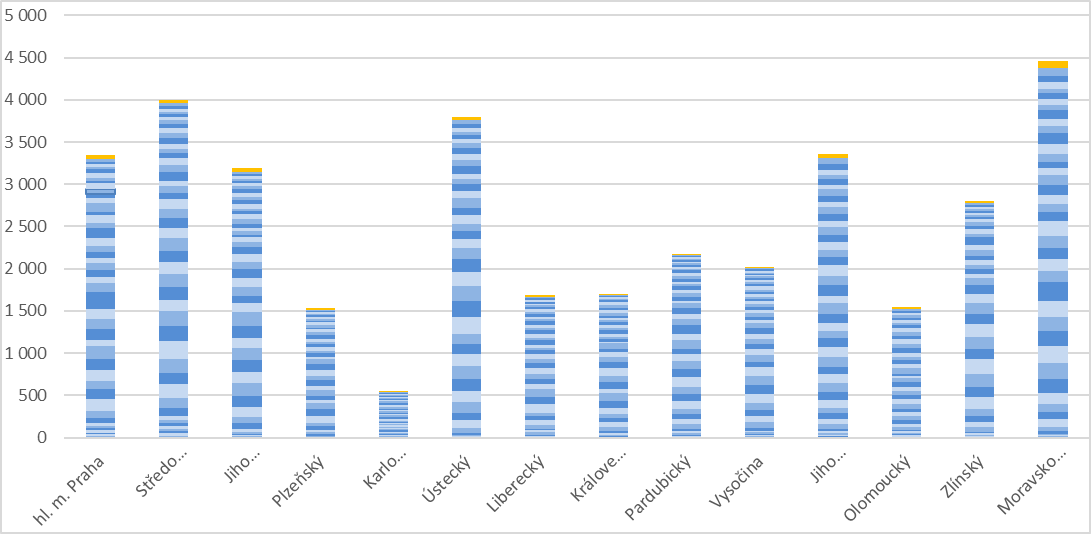 5 000
4 500
4 000
3 500
3 000
2 500
2 000
1 500
1 000
500
0
hl. m. Praha
Středo...
Jiho...
Plzeňský
Karlo...
Ústecký
Liberecký
Králove...
Pardubický
Vysočina
Jiho...
Olomoucký
Zlínský
Moravsko...